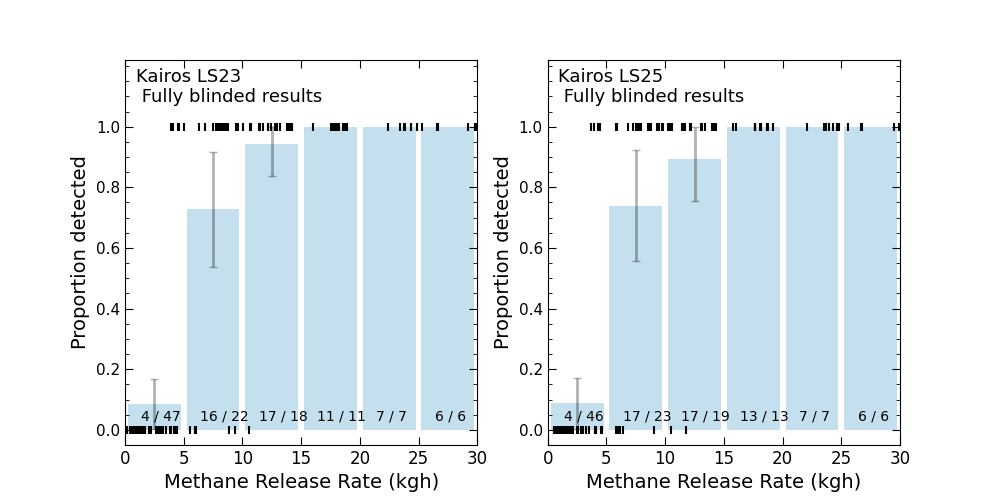 Kairos LS23
Fully blinded results
Proportion detected
1.0
0.8
0.6
0.4
0.2
0.0
4 / 47 16 / 22 17 / 18 11 / 11 7 / 7 6 / 6
0 5 10 15 20 25 30
Methane Release Rate (kgh)
Kairos LS25
Fully blinded results
Proportion detected
1.0
0.8
0.6
0.4
0.2
0.0
4 / 46 17 / 23 17 / 19 13 / 13 7 / 7 6 / 6
0 5 10 15 20 25 30
Methane Release Rate (kgh)